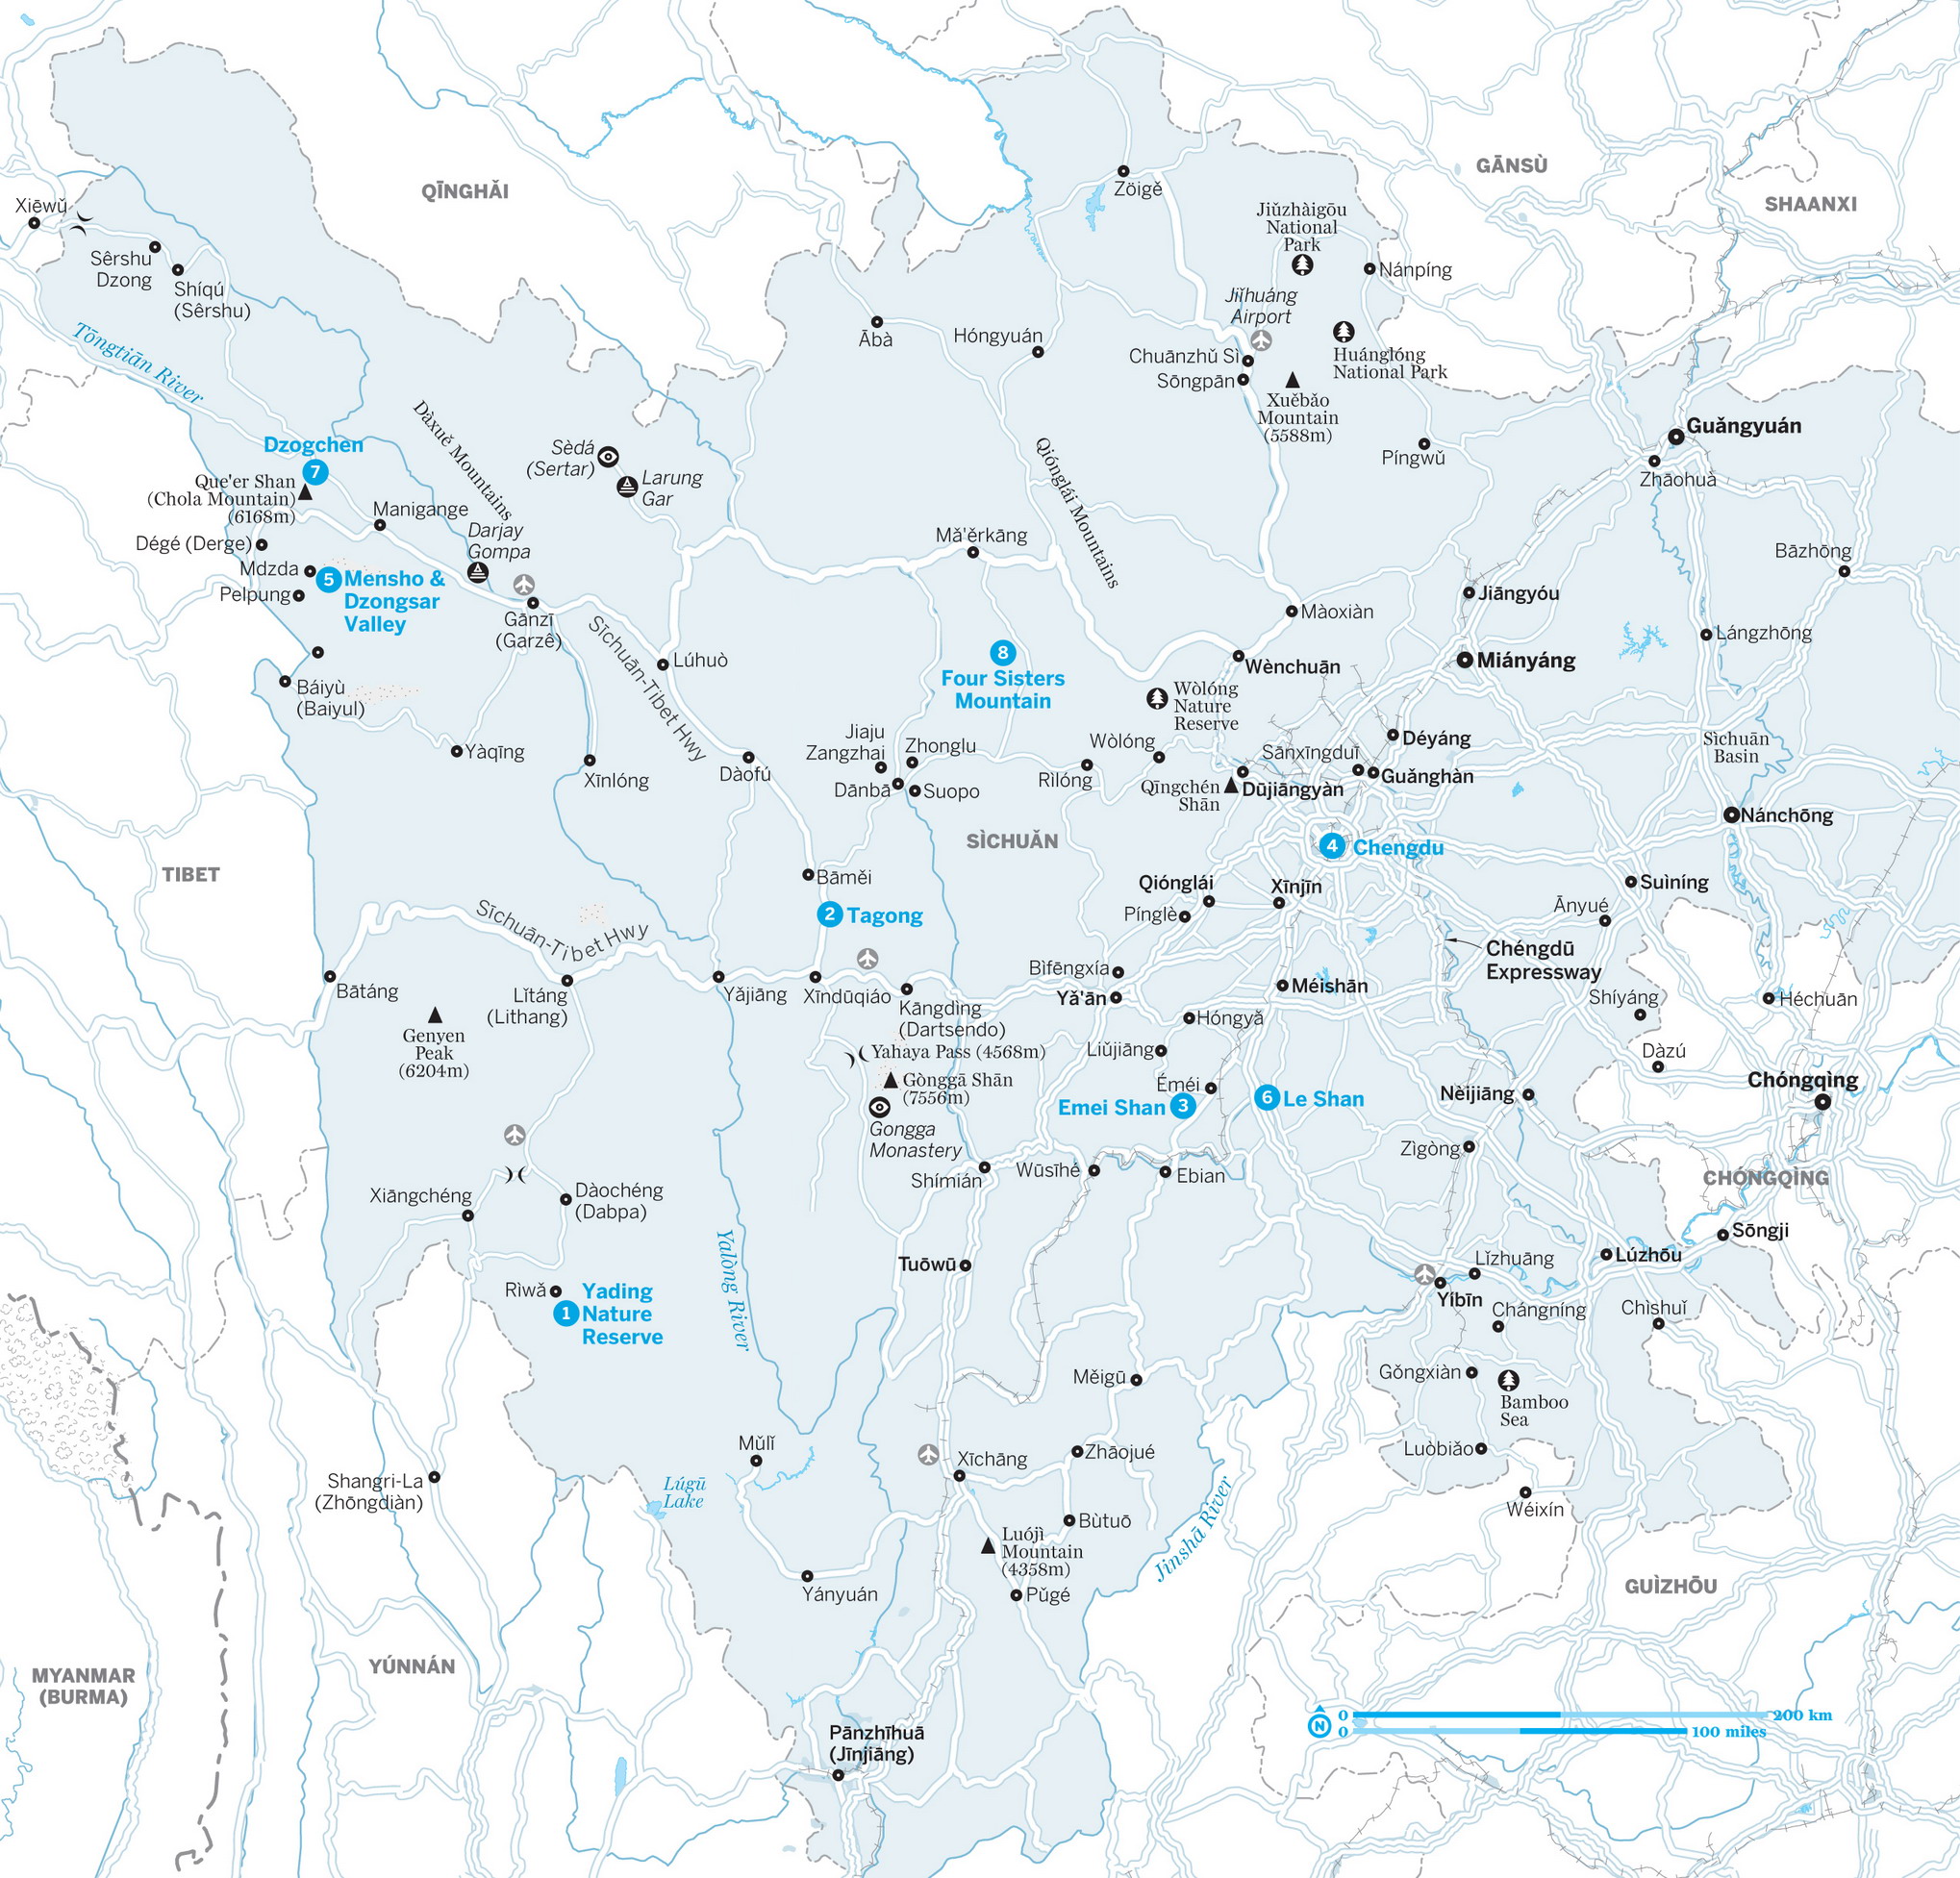 QĪNGHǍI
GĀNSÙ
SHAANXI
Xiēwǔ
Zöigě
Jiǔzhàigōu
National
Park
Sêrshu
Dzong
Shíqú
(Sêrshu)
Nánpíng
Jiǔhuáng
Airport
Tōngtiān River
Ābà
Hóngyuán
Chuānzhǔ Sì
Sōngpān
Huánglóng
National Park
Xuěbǎo
Mountain
(5588m)
Dàxuě Mountains
Guǎngyuán
Dzogchen
7
Sèdá
(Sertar)
Larung
Gar
Qiónglái Mountains
Píngwǔ
Zhāohuà
Que'er Shan
(Chola Mountain)
(6168m)
Manigange
Darjay
Gompa
Dégé (Derge)
Mǎ'ěrkāng
Bāzhōng
Mdzda
5
Mensho &
Dzongsar
Valley
Pelpung
Gānzī
(Garzê)
Jiāngyóu
Màoxiàn
Sīchuān-Tibet Hwy
Lángzhōng
Lúhuò
8
Four Sisters
Mountain
Wènchuān
Miányáng
Báiyù
(Baiyul)
Wòlóng
Nature
Reserve
Yàqīng
Xīnlóng
Dàofú
Jiaju
Zangzhai
Zhonglu
Wòlóng
Sānxīngduī
Déyáng
Sìchuān
Basin
Dānbā
Suopo
Rìlóng
Qīngchén
Shān
Dūjiāngyàn
Guǎnghàn
Nánchōng
SÌCHUĀN
4
Chengdu
TIBET
Bāměi
Qiónglái
Xīnjīn
Suìníng
2
Tagong
Pínglè
Ānyué
Sīchuān-Tibet Hwy
Chéngdū
Expressway
Bìfēngxía
Bātáng
Lǐtáng
(Lithang)
Yǎjiāng
Xīndūqiáo
Kāngdìng
(Dartsendo)
Yǎ'ān
Méishān
Shíyáng
Héchuān
Genyen
Peak
(6204m)
Hóngyǎ
Yahaya Pass (4568m)
Liǔjiāng
Dàzú
Gònggā Shān
(7556m)
Éméi
Emei Shan
3
6
Le Shan
Nèijiāng
Chóngqìng
Gongga
Monastery
Zìgòng
Shímián
Wūsīhé
Ebian
CHÓNGQÌNG
Xiāngchéng
Dàochéng
(Dabpa)
Sōngji
Yalòng River
Tuōwū
Lǐzhuāng
Lúzhōu
Rìwǎ
1
Yading
Nature
Reserve
Yíbīn
Chángníng
Chìshuǐ
Měigū
Gǒngxiàn
Bamboo
Sea
Mǔlǐ
Xīchāng
Zhāojué
Luòbiǎo
Shangri-La
(Zhōngdiàn)
Lúgū
Lake
Wéixín
Bùtuō
Jinshā River
Luójì
Mountain
(4358m)
Yányuán
Pǔgé
GUÌZHŌU
MYANMAR
(BURMA)
YÚNNÁN
Pānzhīhuā
(Jīnjiāng)
N
0
200 km
0
100 miles